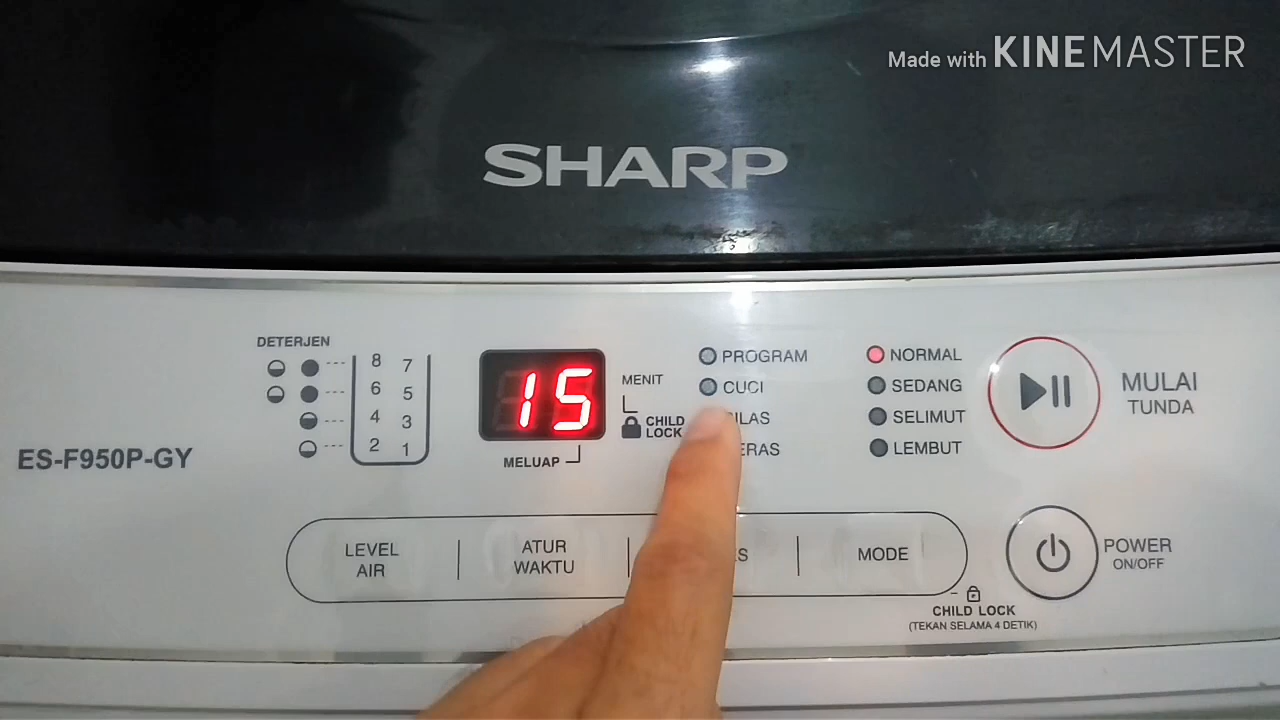 Made with KINEMASTER
SHARP
DETERJEN
8 7
6 5
4 3
2 1
15
MENIT
CHILD
LOCK
MELUAP
PROGRAM
CUCI
NORMAL
SEDANG
SELIMUT
LEMBUT
MULAI
TUNDA
ES-F950P-GY
LEVEL
AIR
ATUR
WAKTU
MODE
POWER
ON/OFF
CHILD LOCK
(TEKAN SELAMA 4 DETIK)